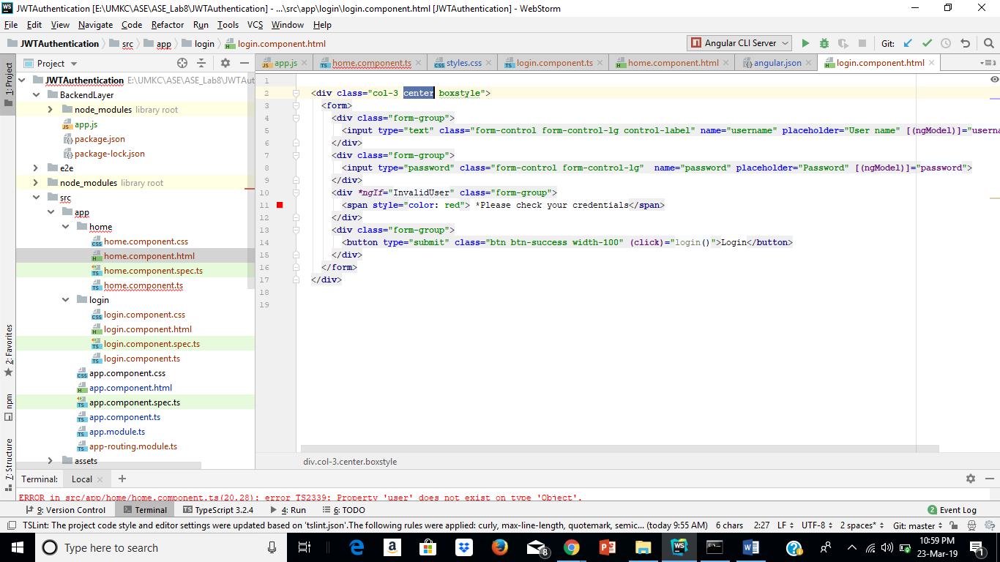 JWTAuthentication [E:\UMKC\ASE\ASE_Lab8\JWTAuthentication] - ...\src\app\login\login.component.html [JWTAuthentication] - WebStorm
File Edit View Navigate Code Refactor Run Tools VCS Window Help
JWTAuthentication src app login login.component.html Angular CLI Server Git:
Project
app.js home.component.ts styles.css login.component.ts home.component.html angular.json login.component.html 3
1: Project
JWTAuthentication E:\UMKC\ASE\ASE_Lab8\JWTAut
BackendLayer
node_modules library root
app.js
package.json
package-lock.json
e2e
node_modules library root
src
app
home
home.component.css
home.component.html
home.component.spec.ts
home.component.ts
login
login.component.css
login.component.html
login.component.spec.ts
login.component.ts
app.component.css
app.component.html
app.component.spec.ts
app.component.ts
app.module.ts
app-routing.module.ts
assets
2: Favorites
npm
7: Structure
1
2 <div class="col-3 center boxstyle">
3 <form>
4 <div class="form-group">
5 <input type="text" class="form-control form-control-lg control-label" name="username" placeholder="User name" [(ngModel)]="userna
6 </div>
7 <div class="form-group">
8 <input type="password" class="form-control form-control-lg"  name="password" placeholder="Password" [(ngModel)]="password">
9 </div>
10 <div *ngIf="InvalidUser" class="form-group">
11 <span style="color: red"> *Please check your credentials</span>
12 </div>
13 <div class="form-group">
14 <button type="submit" class="btn btn-success width-100" (click)="login()">Login</button>
15 </div>
16 </form>
17 </div>
18
19
div.col-3.center.boxstyle
Terminal: Local
ERROR in src/app/home/home.component.ts(20,28): error TS2339: Property 'user' does not exist on type 'Object'.
9: Version Control Terminal TypeScript 3.2.4 4: Run 6: TODO 2 Event Log
TSLint: The project code style and editor settings were updated based on 'tslint.json'.The following rules were applied: curly, max-line-length, quotemark, semic... (today 9:55 AM) 6 chars 2:27 LF UTF-8 2 spaces* Git: master
Type here to search 8 10:59 PM
23-Mar-19 1